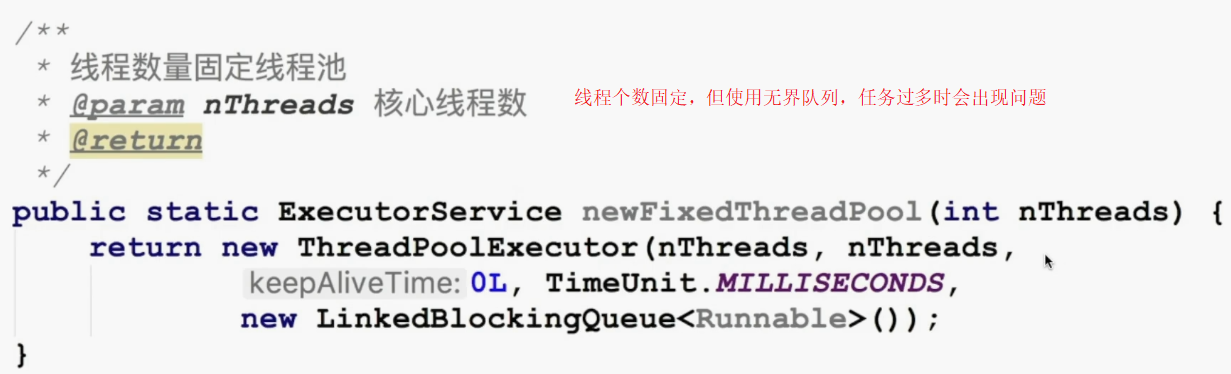 /**
* 线程数量固定线程池
* @param nThreads 核心线程数
线程个数固定，但使用无界队列，任务过多时会出现问题
* @return
*/
public static ExecutorService newFixedThreadPool(int nThreads) {
return new ThreadPoolExecutor(nThreads, nThreads,
keepAliveTime: 0L, TimeUnit.MILLISECONDS,
new LinkedBlockingQueue<Runnable>());
}